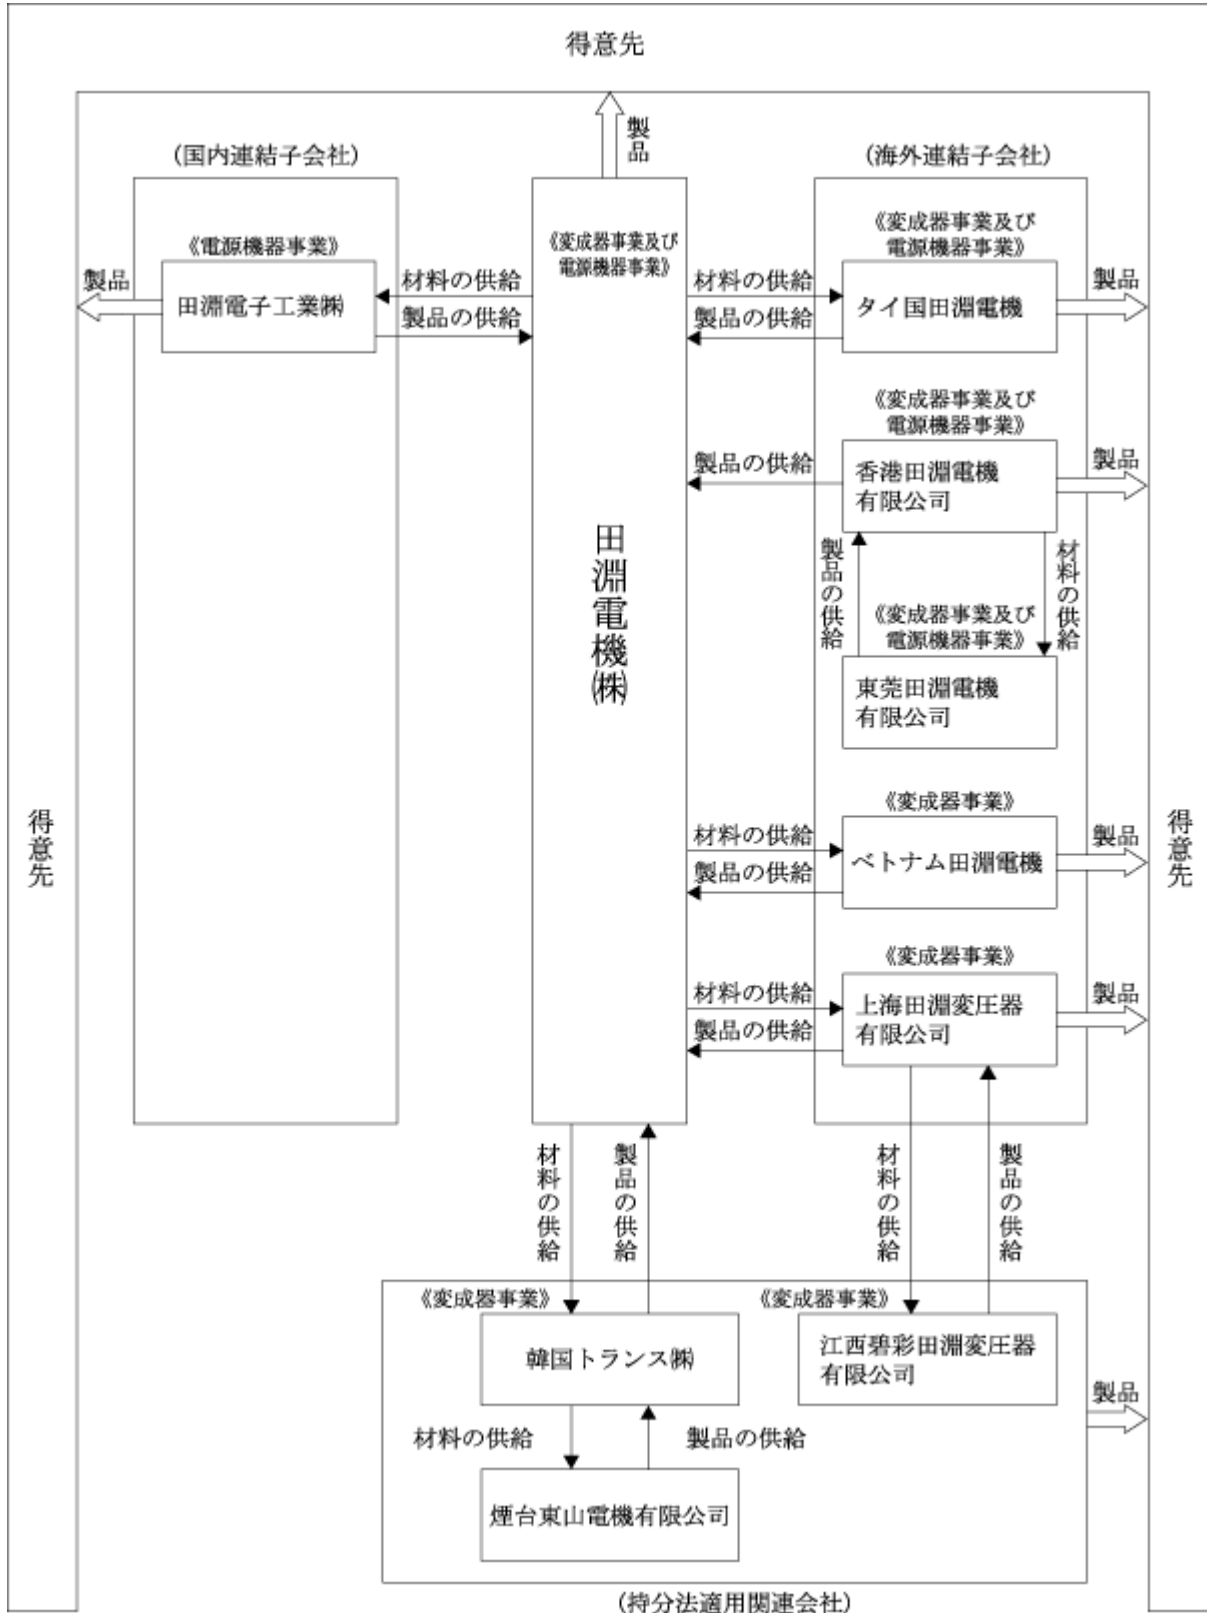 得意先
製品
(国内連結子会社)
(海外連結子会社)
《電源機器事業》
田淵電子工業㈱
製品
材料の供給
製品の供給
《変成器事業及び
電源機器事業》
田淵電機㈱
材料の供給
製品の供給
《変成器事業及び
電源機器事業》
タイ国田淵電機
製品
《変成器事業及び
電源機器事業》
製品の供給
香港田淵電機
有限公司
製品
製品の供給
材料の供給
《変成器事業及び
電源機器事業》
東莞田淵電機
有限公司
得意先
得意先
《変成器事業》
材料の供給
製品の供給
ベトナム田淵電機
製品
《変成器事業》
材料の供給
製品の供給
上海田淵変圧器
有限公司
製品
材料の供給
製品の供給
材料の供給
製品の供給
《変成器事業》
韓国トランス㈱
《変成器事業》
江西碧彩田淵変圧器
有限公司
製品
材料の供給
製品の供給
煙台東山電機有限公司
(持分法適用関連会社)